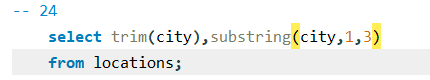 -- 24
select trim(city),substring(city,1,3)
from locations;